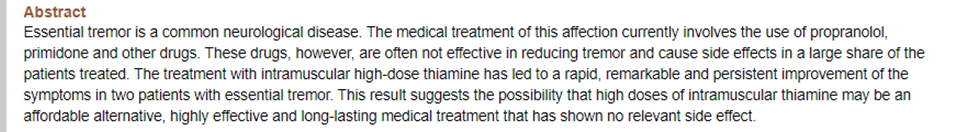 Abstract
Essential tremor is a common neurological disease. The medical treatment of this affection currently involves the use of propranolol,
primidone and other drugs. These drugs, however, are often not effective in reducing tremor and cause side effects in a large share of the
patients treated. The treatment with intramuscular high-dose thiamine has led to a rapid, remarkable and persistent improvement of the
symptoms in two patients with essential tremor. This result suggests the possibility that high doses of intramuscular thiamine may be an
affordable alternative, highly effective and long-lasting medical treatment that has shown no relevant side effect.